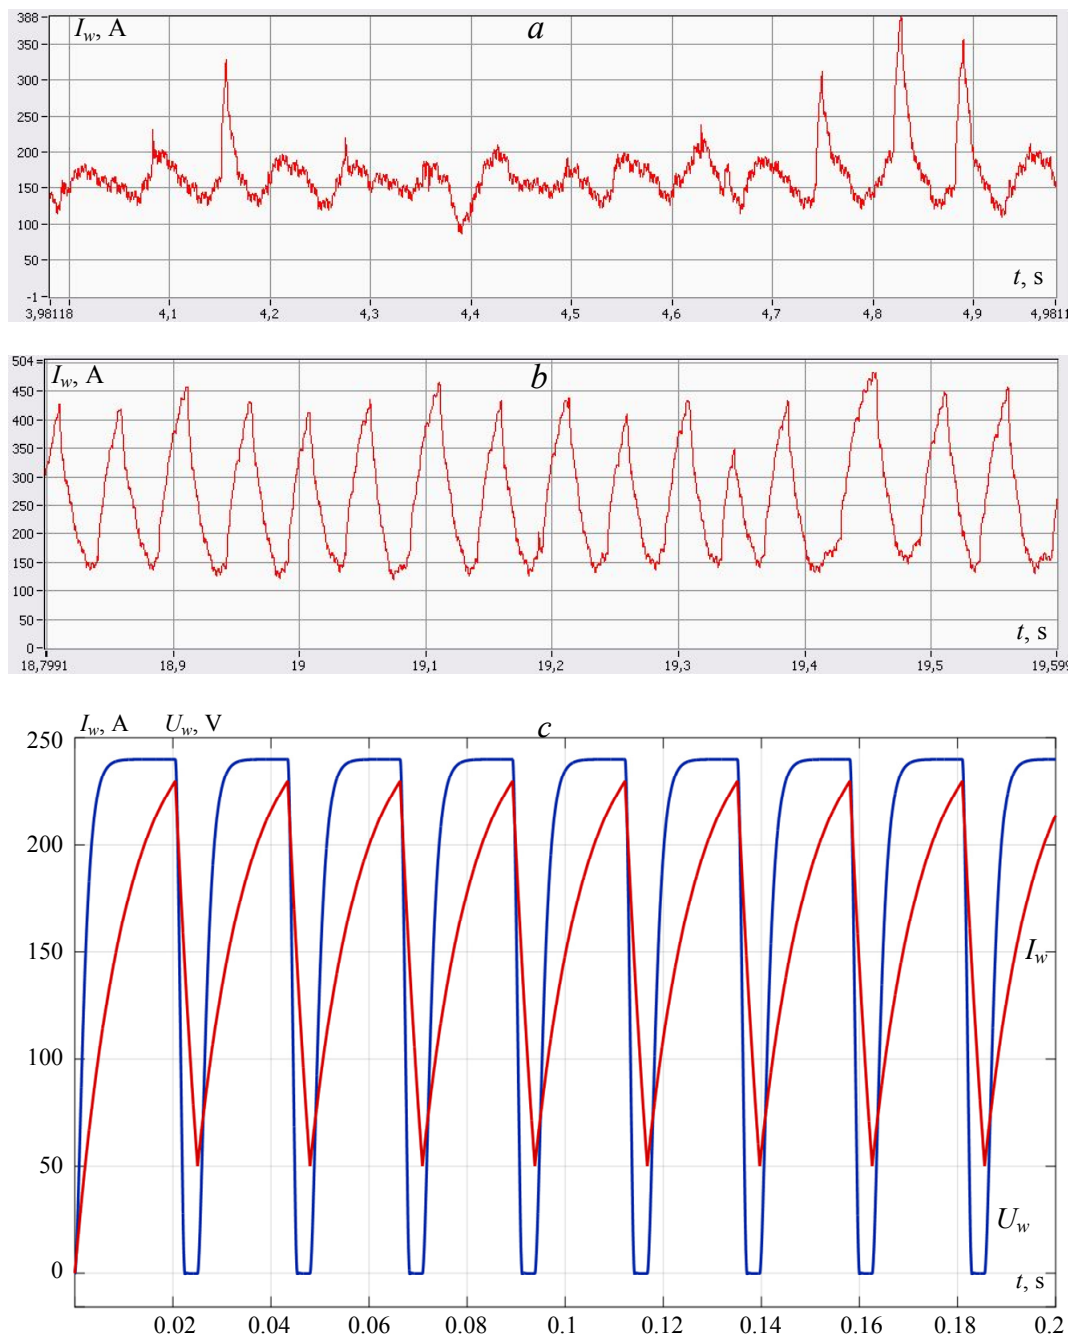 388 I_w, A a
350
300
250
200
150
100
50
t, s
-1
3,98118 4,1 4,2 4,3 4,4 4,5 4,6 4,7 4,8 4,9 4,9811
504 I_w, A b
450
400
350
300
250
200
150
100
50
t, s
0
18,7991 18,9 19 19,1 19,2 19,3 19,4 19,5 19,599
I_w, A U_w, V c
250
200
150
I_w
100
50
U_w
0
t, s
0.02 0.04 0.06 0.08 0.1 0.12 0.14 0.16 0.18 0.2